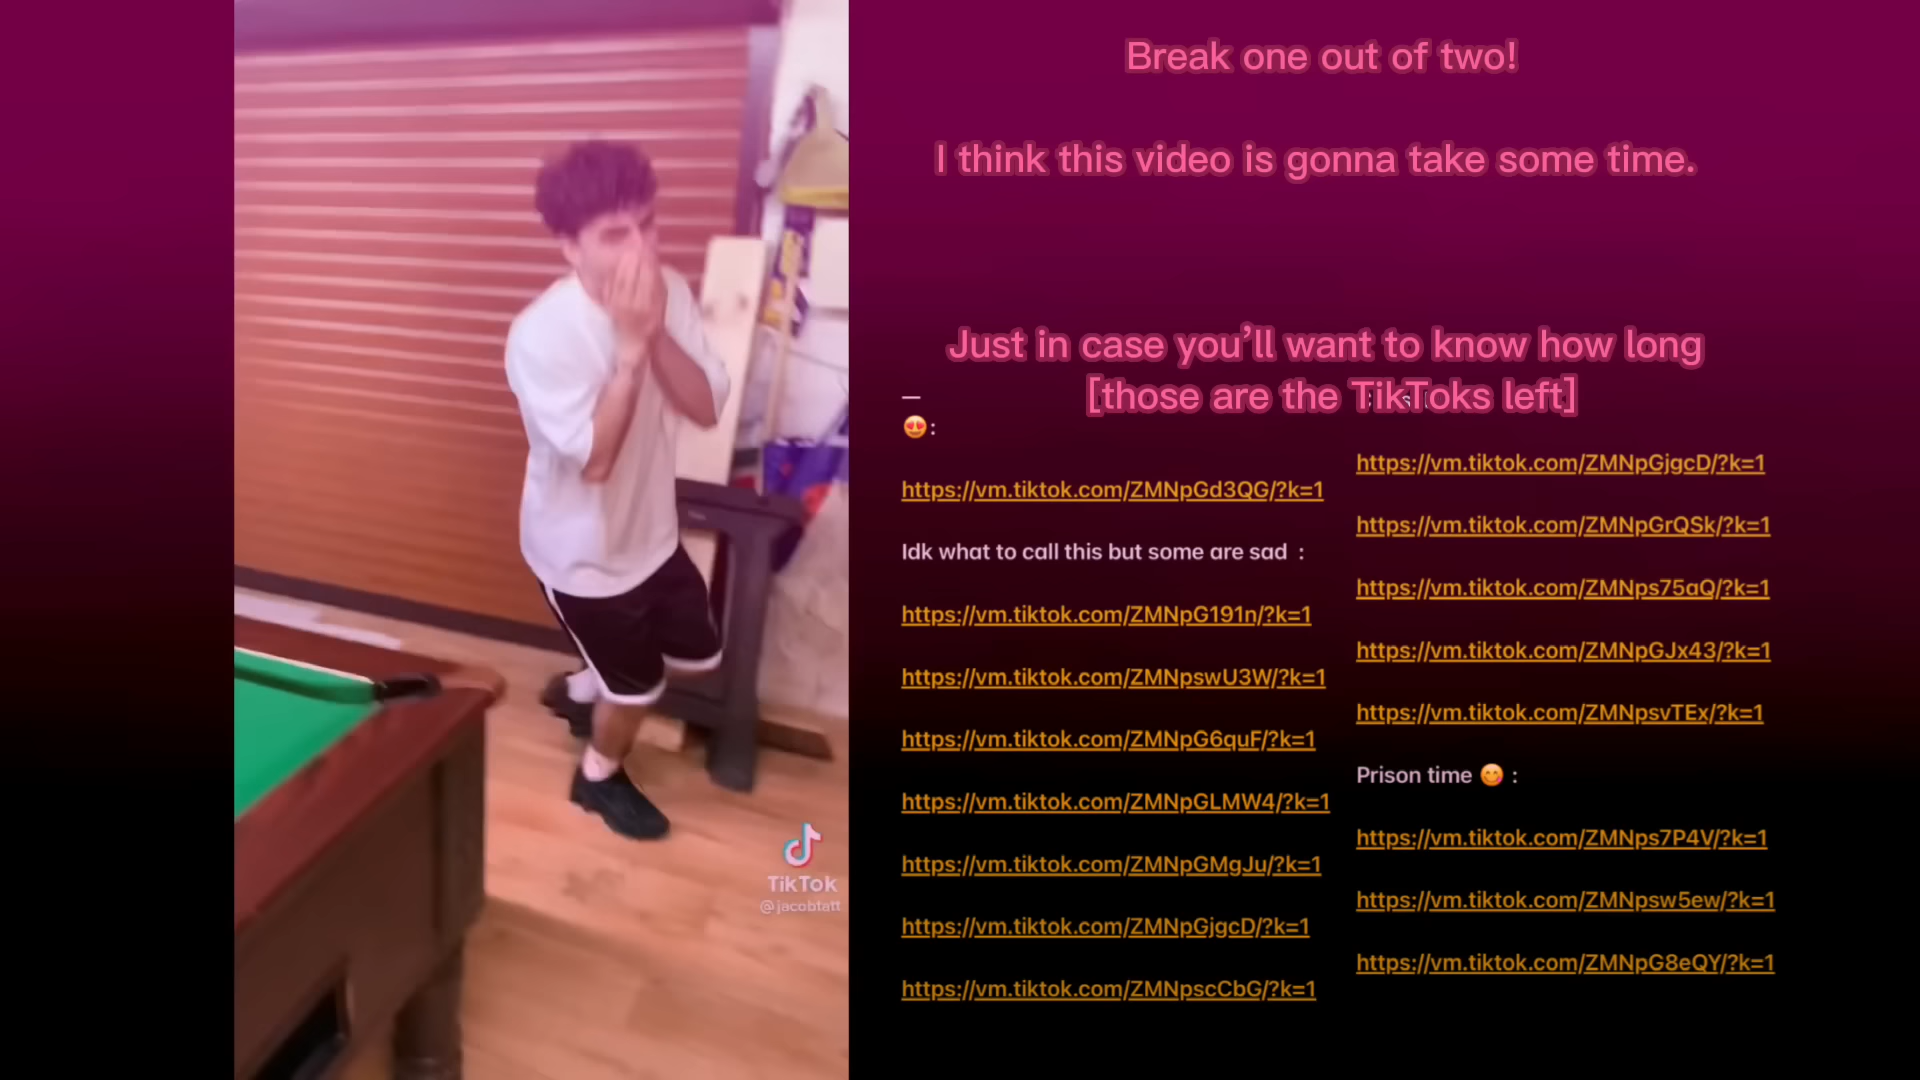 Break one out of two!
I think this video is gonna take some time.
Just in case you’ll want to know how long
[those are the TikToks left]
😍:
https://vm.tiktok.com/ZMNpGd3QG/?k=1
Idk what to call this but some are sad :
https://vm.tiktok.com/ZMNpG191n/?k=1
https://vm.tiktok.com/ZMNpswU3W/?k=1
https://vm.tiktok.com/ZMNpG6quF/?k=1
https://vm.tiktok.com/ZMNpGLMW4/?k=1
https://vm.tiktok.com/ZMNpGMgJu/?k=1
https://vm.tiktok.com/ZMNpGjgcD/?k=1
https://vm.tiktok.com/ZMNpscCbG/?k=1
https://vm.tiktok.com/ZMNpGjgcD/?k=1
https://vm.tiktok.com/ZMNpGrQSk/?k=1
https://vm.tiktok.com/ZMNps75aQ/?k=1
https://vm.tiktok.com/ZMNpGJx43/?k=1
https://vm.tiktok.com/ZMNpsvTEx/?k=1
Prison time 😋 :
https://vm.tiktok.com/ZMNps7P4V/?k=1
https://vm.tiktok.com/ZMNpsw5ew/?k=1
https://vm.tiktok.com/ZMNpG8eQY/?k=1
TikTok
@jacobtatt